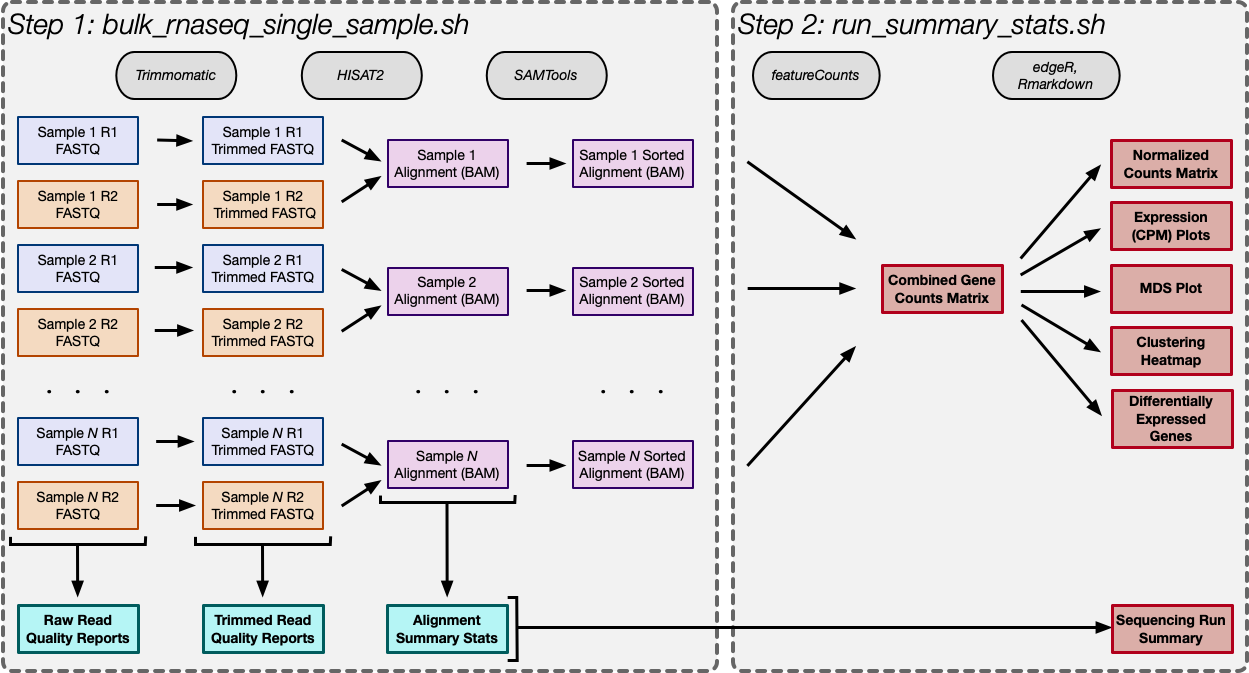 Step 1: bulk_rnaseq_single_sample.sh
Trimmomatic
HISAT2
SAMTools
Sample 1 R1
FASTQ
Sample 1 R1
Trimmed FASTQ
Sample 1 R2
FASTQ
Sample 1 R2
Trimmed FASTQ
Sample 1
Alignment (BAM)
Sample 1 Sorted
Alignment (BAM)
Sample 2 R1
FASTQ
Sample 2 R1
Trimmed FASTQ
Sample 2 R2
FASTQ
Sample 2 R2
Trimmed FASTQ
Sample 2
Alignment (BAM)
Sample 2 Sorted
Alignment (BAM)
. . .
. . .
. . .
. . .
Sample N R1
FASTQ
Sample N R1
Trimmed FASTQ
Sample N R2
FASTQ
Sample N R2
Trimmed FASTQ
Sample N
Alignment (BAM)
Sample N Sorted
Alignment (BAM)
Raw Read
Quality Reports
Trimmed Read
Quality Reports
Alignment
Summary Stats
Step 2: run_summary_stats.sh
featureCounts
edgeR,
Rmarkdown
Combined Gene
Counts Matrix
Normalized
Counts Matrix
Expression
(CPM) Plots
MDS Plot
Clustering
Heatmap
Differentially
Expressed
Genes
Sequencing Run
Summary